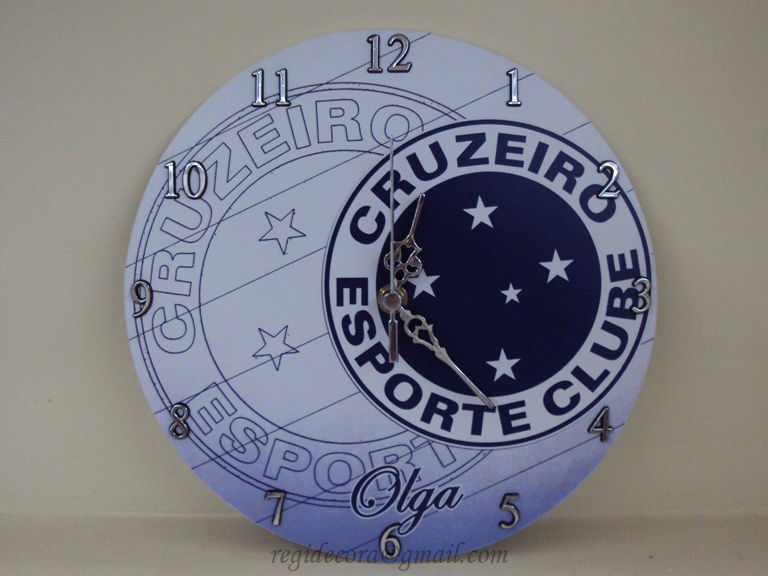 12
11
1
10
2
9
3
8
4
7
5
6
CRUZEIRO
ESPORT
CRUZEIRO
ESPORTE CLUBE
Olga
regidecora@gmail.com